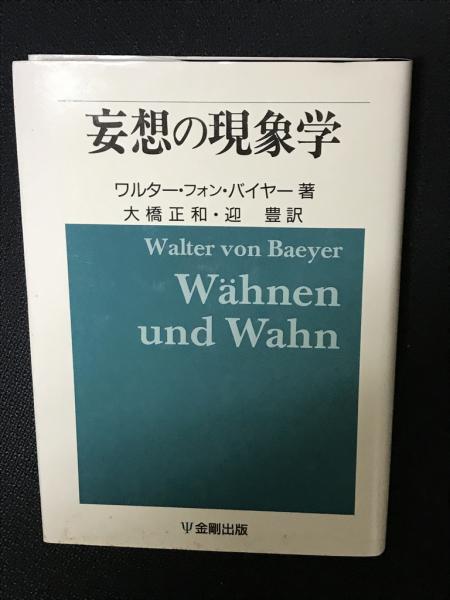 妄想の現象学
ワルター・フォン・バイヤー 著
大橋正和・迎 豊訳
Walter von Baeyer
Wähnen
und Wahn
Ψ金剛出版